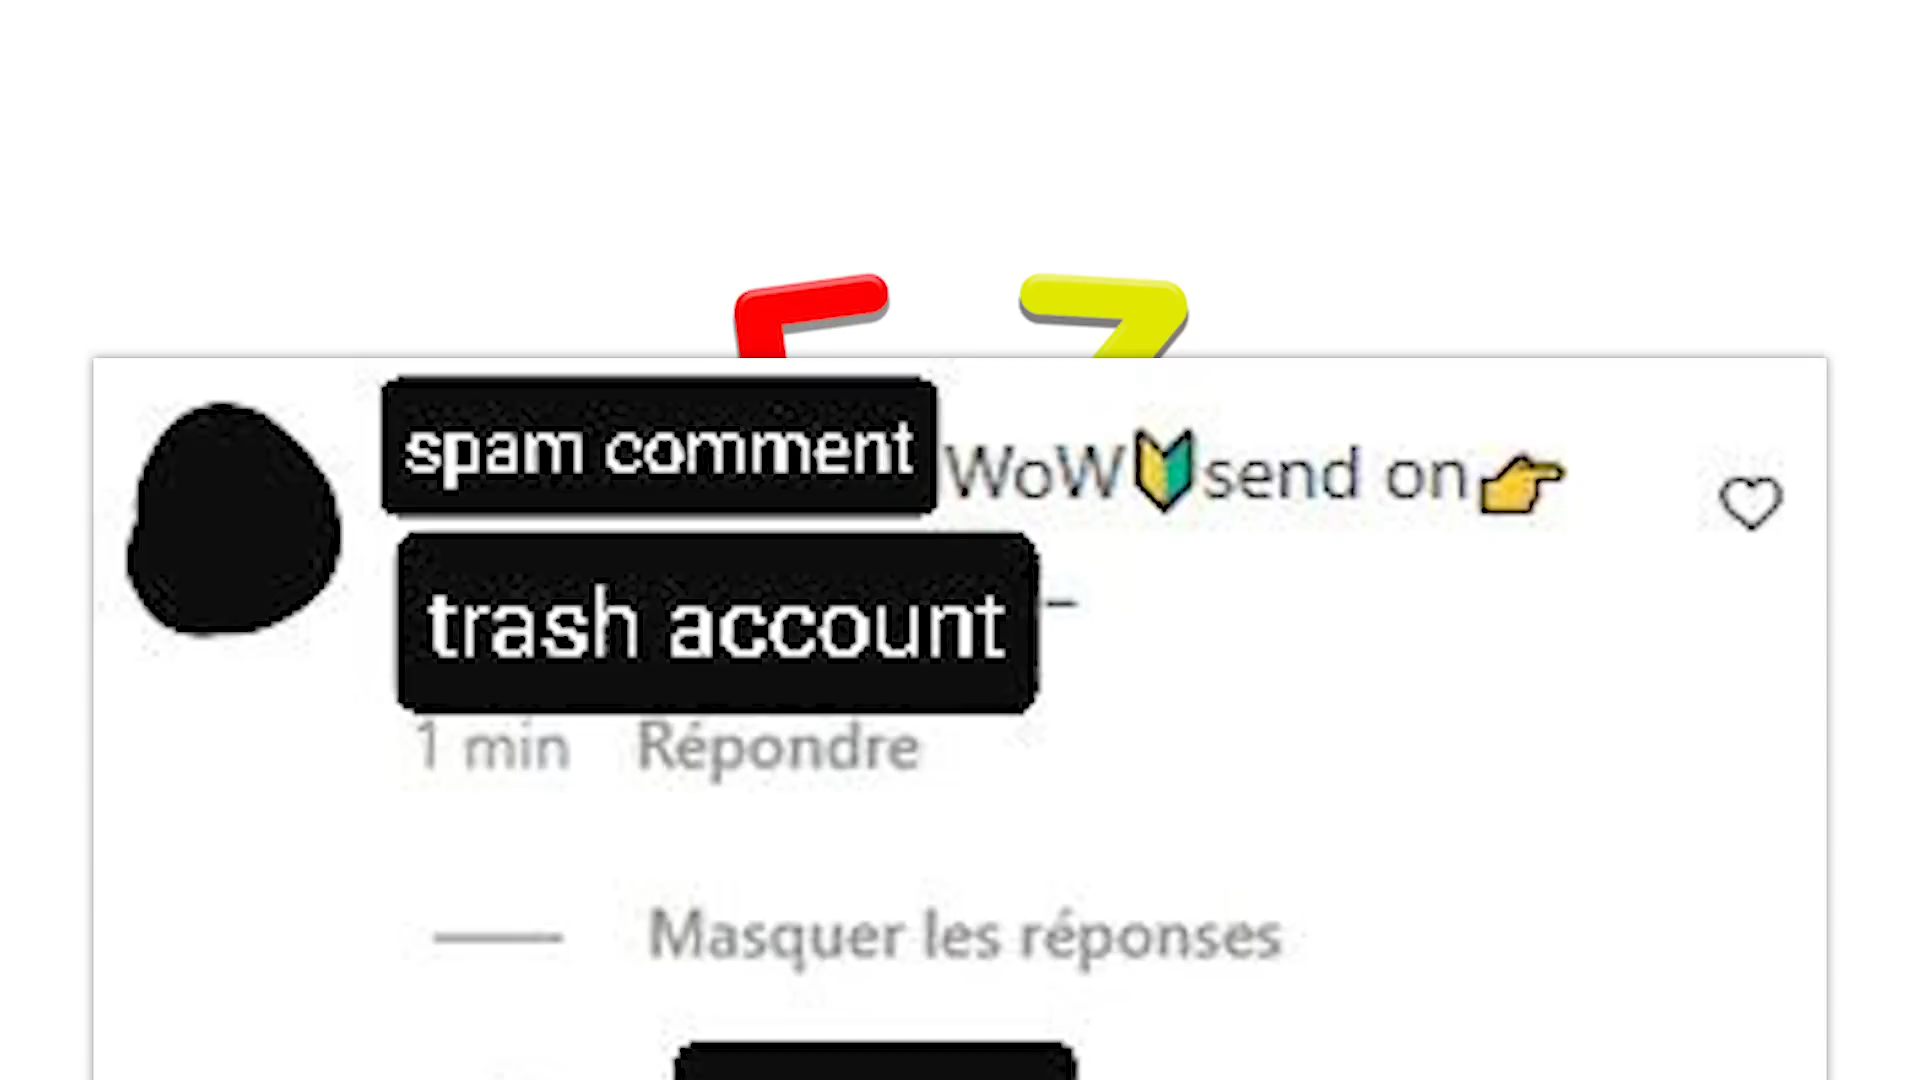 spam comment WoW🔰send on👉
trash account -
1 min Répondre
Masquer les réponses